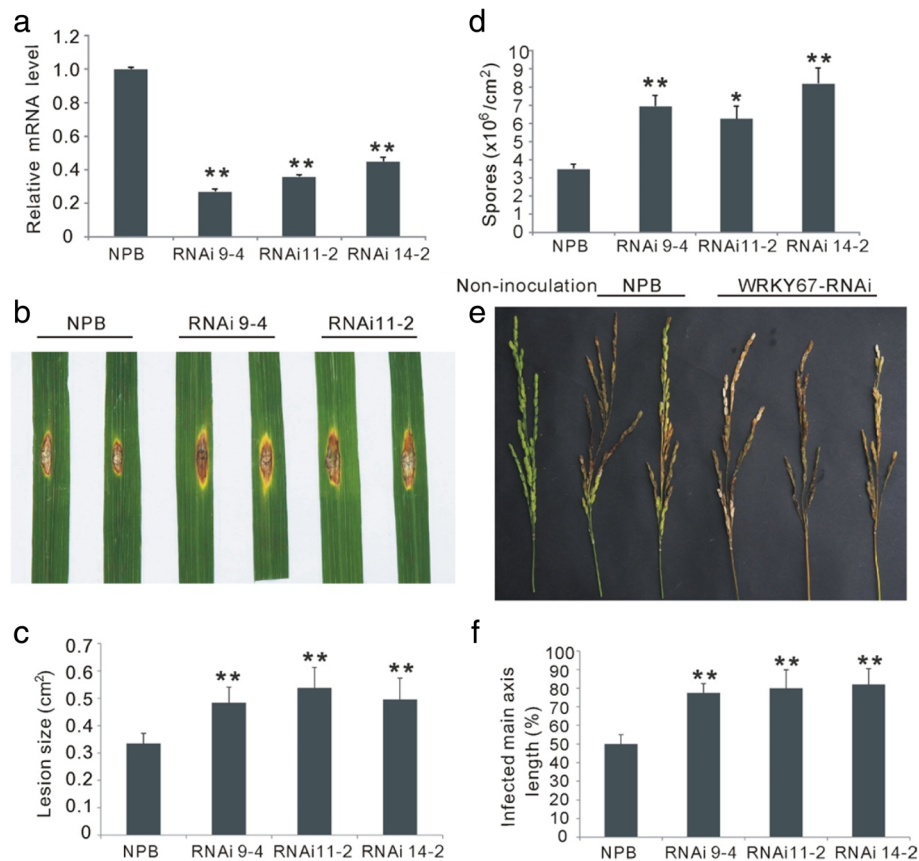 a
Relative mRNA level
1.2
1.0
0.8
0.6
0.4
0.2
0
**
**
**
NPB RNAi 9-4 RNAi11-2 RNAi 14-2
d
Spores (x10⁶/cm²)
10
9
8
7
6
5
4
3
2
1
0
**
*
**
NPB RNAi 9-4 RNAi11-2 RNAi 14-2
b
NPB RNAi 9-4 RNAi11-2
Non-inoculation NPB WRKY67-RNAi
e
c
Lesion size (cm²)
0.7
0.6
0.5
0.4
0.3
0.2
0.1
0
**
**
**
NPB RNAi 9-4 RNAi11-2 RNAi 14-2
f
Infected main axis
length (%)
100
90
80
70
60
50
40
30
20
10
0
**
**
**
NPB RNAi 9-4 RNAi11-2 RNAi 14-2